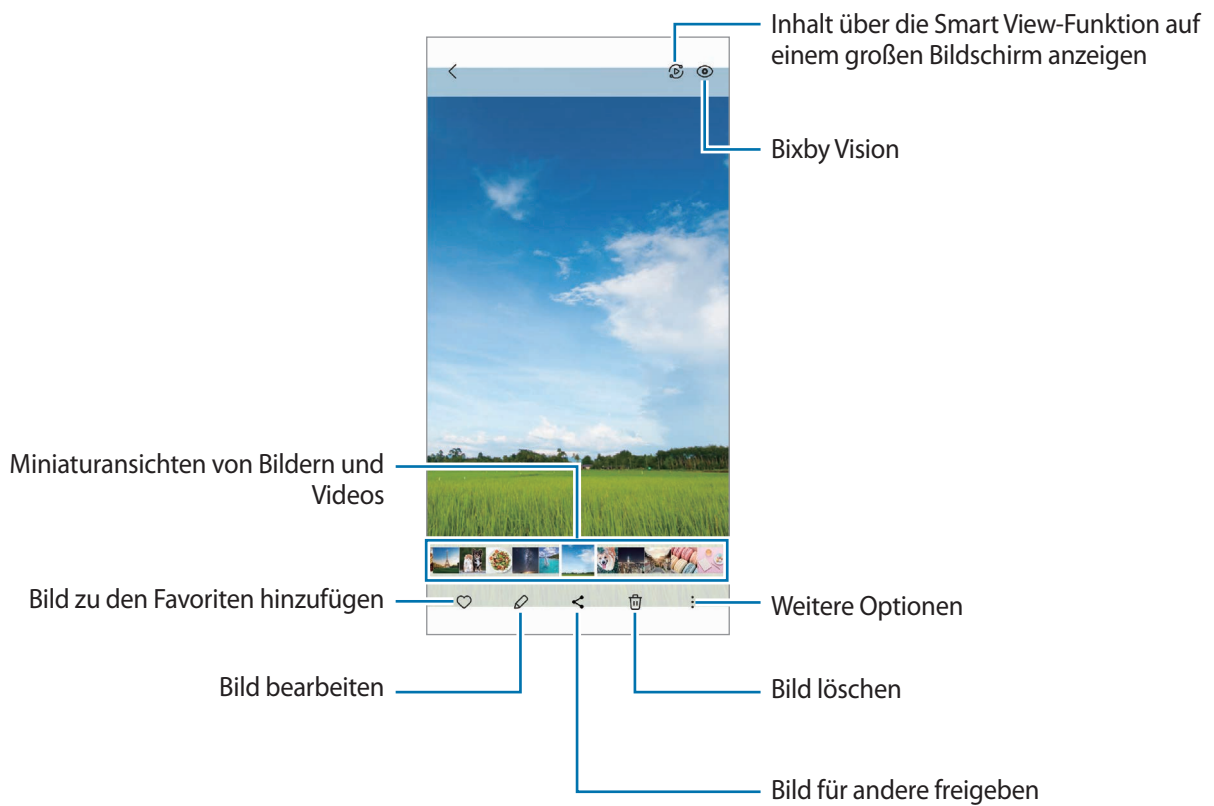 Inhalt über die Smart View-Funktion auf
einem großen Bildschirm anzeigen
Bixby Vision
Miniaturansichten von Bildern und
Videos
Bild zu den Favoriten hinzufügen
Weitere Optionen
Bild bearbeiten
Bild löschen
Bild für andere freigeben